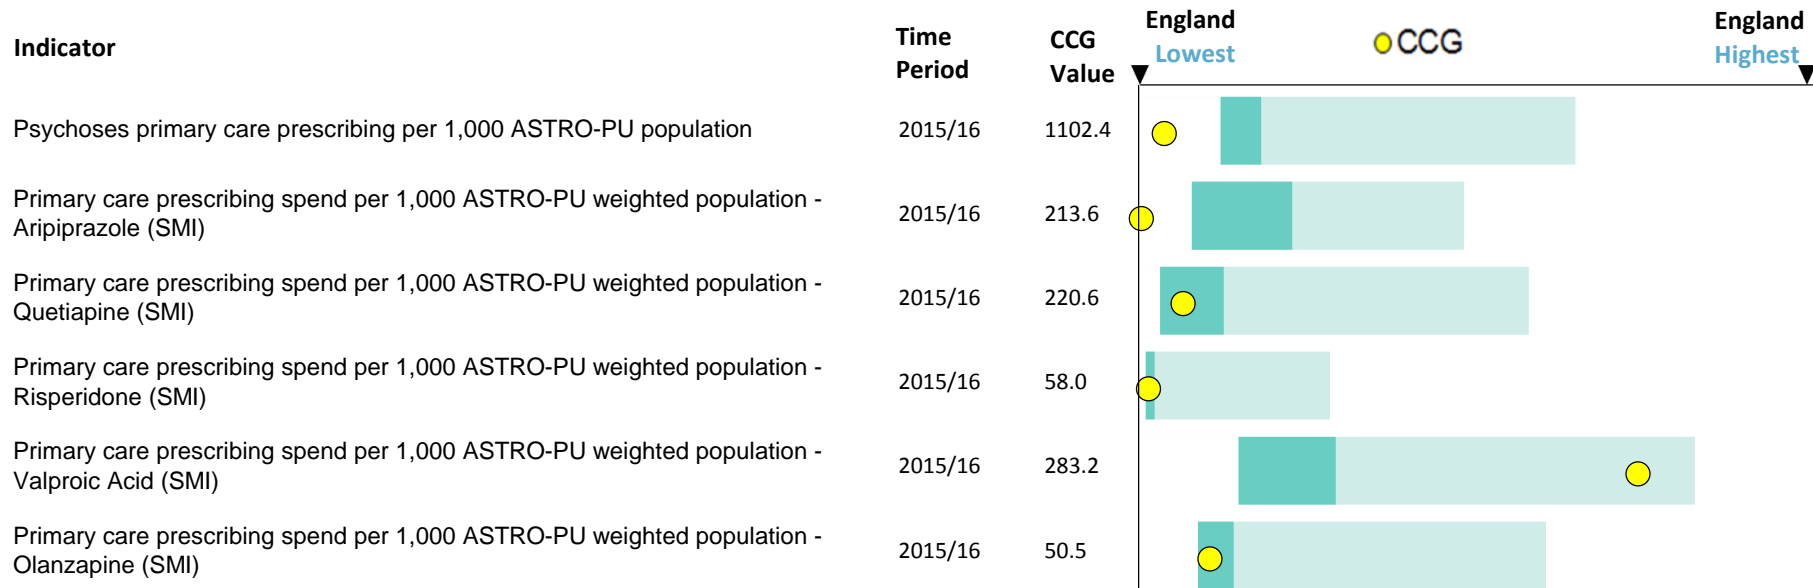 Indicator
Time
Period
CCG
Value
England
Lowest
CCG
England
Highest
Psychoses primary care prescribing per 1,000 ASTRO-PU population
2015/16
1102.4
Primary care prescribing spend per 1,000 ASTRO-PU weighted population -
Aripiprazole (SMI)
2015/16
213.6
Primary care prescribing spend per 1,000 ASTRO-PU weighted population -
Quetiapine (SMI)
2015/16
220.6
Primary care prescribing spend per 1,000 ASTRO-PU weighted population -
Risperidone (SMI)
2015/16
58.0
Primary care prescribing spend per 1,000 ASTRO-PU weighted population -
Valproic Acid (SMI)
2015/16
283.2
Primary care prescribing spend per 1,000 ASTRO-PU weighted population -
Olanzapine (SMI)
2015/16
50.5